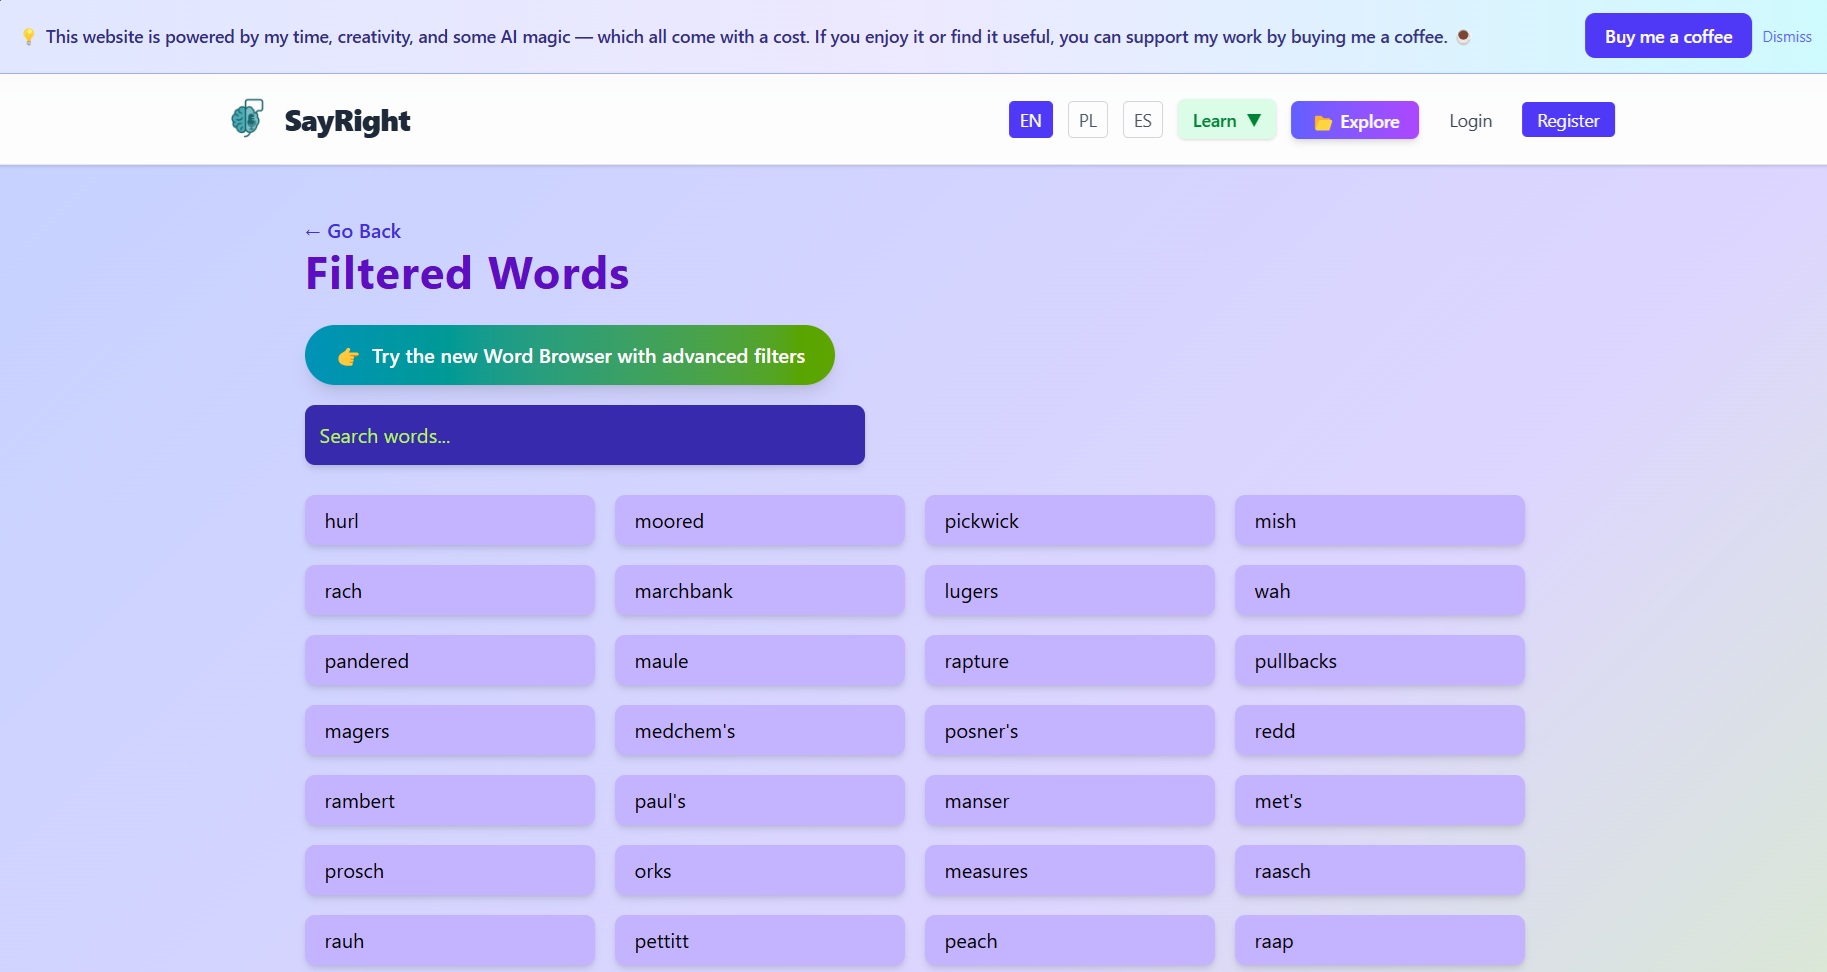 💡 This website is powered by my time, creativity, and some AI magic — which all come with a cost. If you enjoy it or find it useful, you can support my work by buying me a coffee. ☕ Buy me a coffee Dismiss
SayRight EN PL ES Learn ▼ 📂 Explore Login Register
← Go Back
Filtered Words
👉 Try the new Word Browser with advanced filters
Search words...
hurl moored pickwick mish
rach marchbank lugers wah
pandered maule rapture pullbacks
magers medchem's posner's redd
rambert paul's manser met's
prosch orks measures raasch
rauh pettitt peach raap